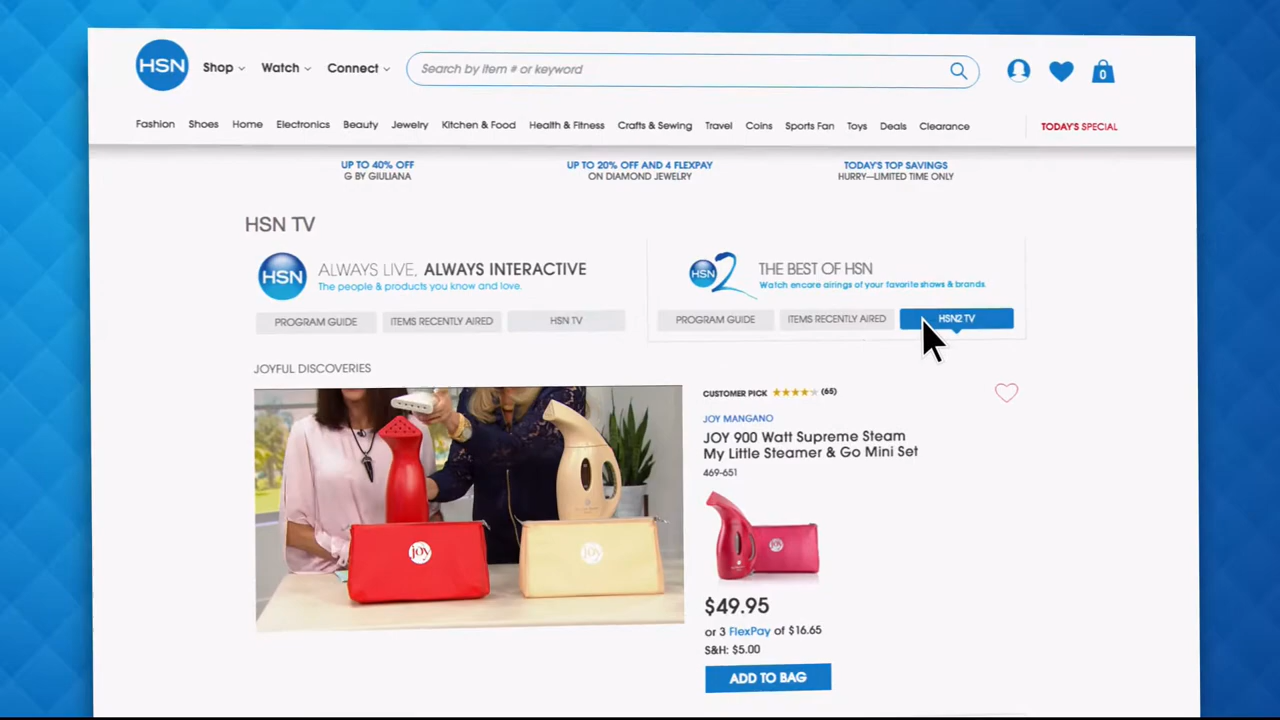 HSN
Shop
Watch
Connect
Search by item # or keyword
0
Fashion Shoes Home Electronics Beauty Jewelry Kitchen & Food Health & Fitness Crafts & Sewing Travel Coins Sports Fan Toys Deals Clearance TODAY'S SPECIAL
UP TO 40% OFF
G BY GIULIANA
UP TO 20% OFF AND 4 FLEXPAY
ON DIAMOND JEWELRY
TODAY'S TOP SAVINGS
HURRY—LIMITED TIME ONLY
HSN TV
HSN
ALWAYS LIVE, ALWAYS INTERACTIVE
The people & products you know and love.
PROGRAM GUIDE
ITEMS RECENTLY AIRED
HSN TV
HSN2
THE BEST OF HSN
Watch encore airings of your favorite shows & brands.
PROGRAM GUIDE
ITEMS RECENTLY AIRED
HSN2 TV
JOYFUL DISCOVERIES
joy
joy
CUSTOMER PICK (65)
JOY MANGANO
JOY 900 Watt Supreme Steam
My Little Steamer & Go Mini Set
469-651
joy
$49.95
or 3 FlexPay of $16.65
S&H: $5.00
ADD TO BAG